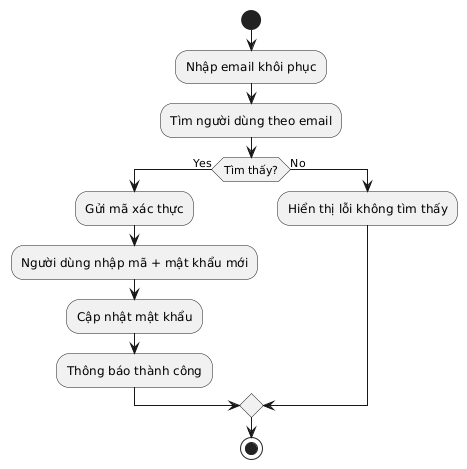 Nhập email khôi phục
Tìm người dùng theo email
Yes
Tìm thấy?
No
Gửi mã xác thực
Hiển thị lỗi không tìm thấy
Người dùng nhập mã + mật khẩu mới
Cập nhật mật khẩu
Thông báo thành công